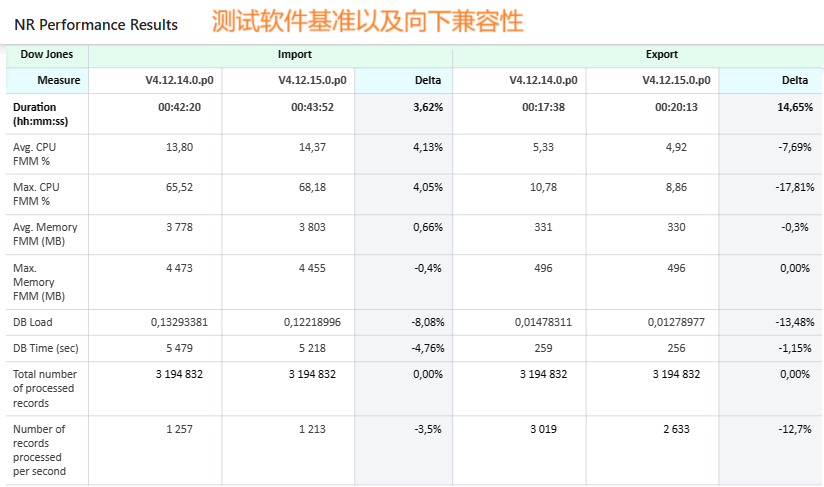 NR Performance Results 测试软件基准以及向下兼容性
Dow Jones Import Export
Measure V4.12.14.0.p0 V4.12.15.0.p0 Delta V4.12.14.0.p0 V4.12.15.0.p0 Delta
Duration (hh:mm:ss) 00:42:20 00:43:52 3,62% 00:17:38 00:20:13 14,65%
Avg. CPU FMM % 13,80 14,37 4,13% 5,33 4,92 -7,69%
Max. CPU FMM % 65,52 68,18 4,05% 10,78 8,86 -17,81%
Avg. Memory FMM (MB) 3 778 3 803 0,66% 331 330 -0,3%
Max. Memory FMM (MB) 4 473 4 455 -0,4% 496 496 0,00%
DB Load 0,13293381 0,12218996 -8,08% 0,01478311 0,01278977 -13,48%
DB Time (sec) 5 479 5 218 -4,76% 259 256 -1,15%
Total number of processed records 3 194 832 3 194 832 0,00% 3 194 832 3 194 832 0,00%
Number of records processed per second 1 257 1 213 -3,5% 3 019 2 633 -12,7%